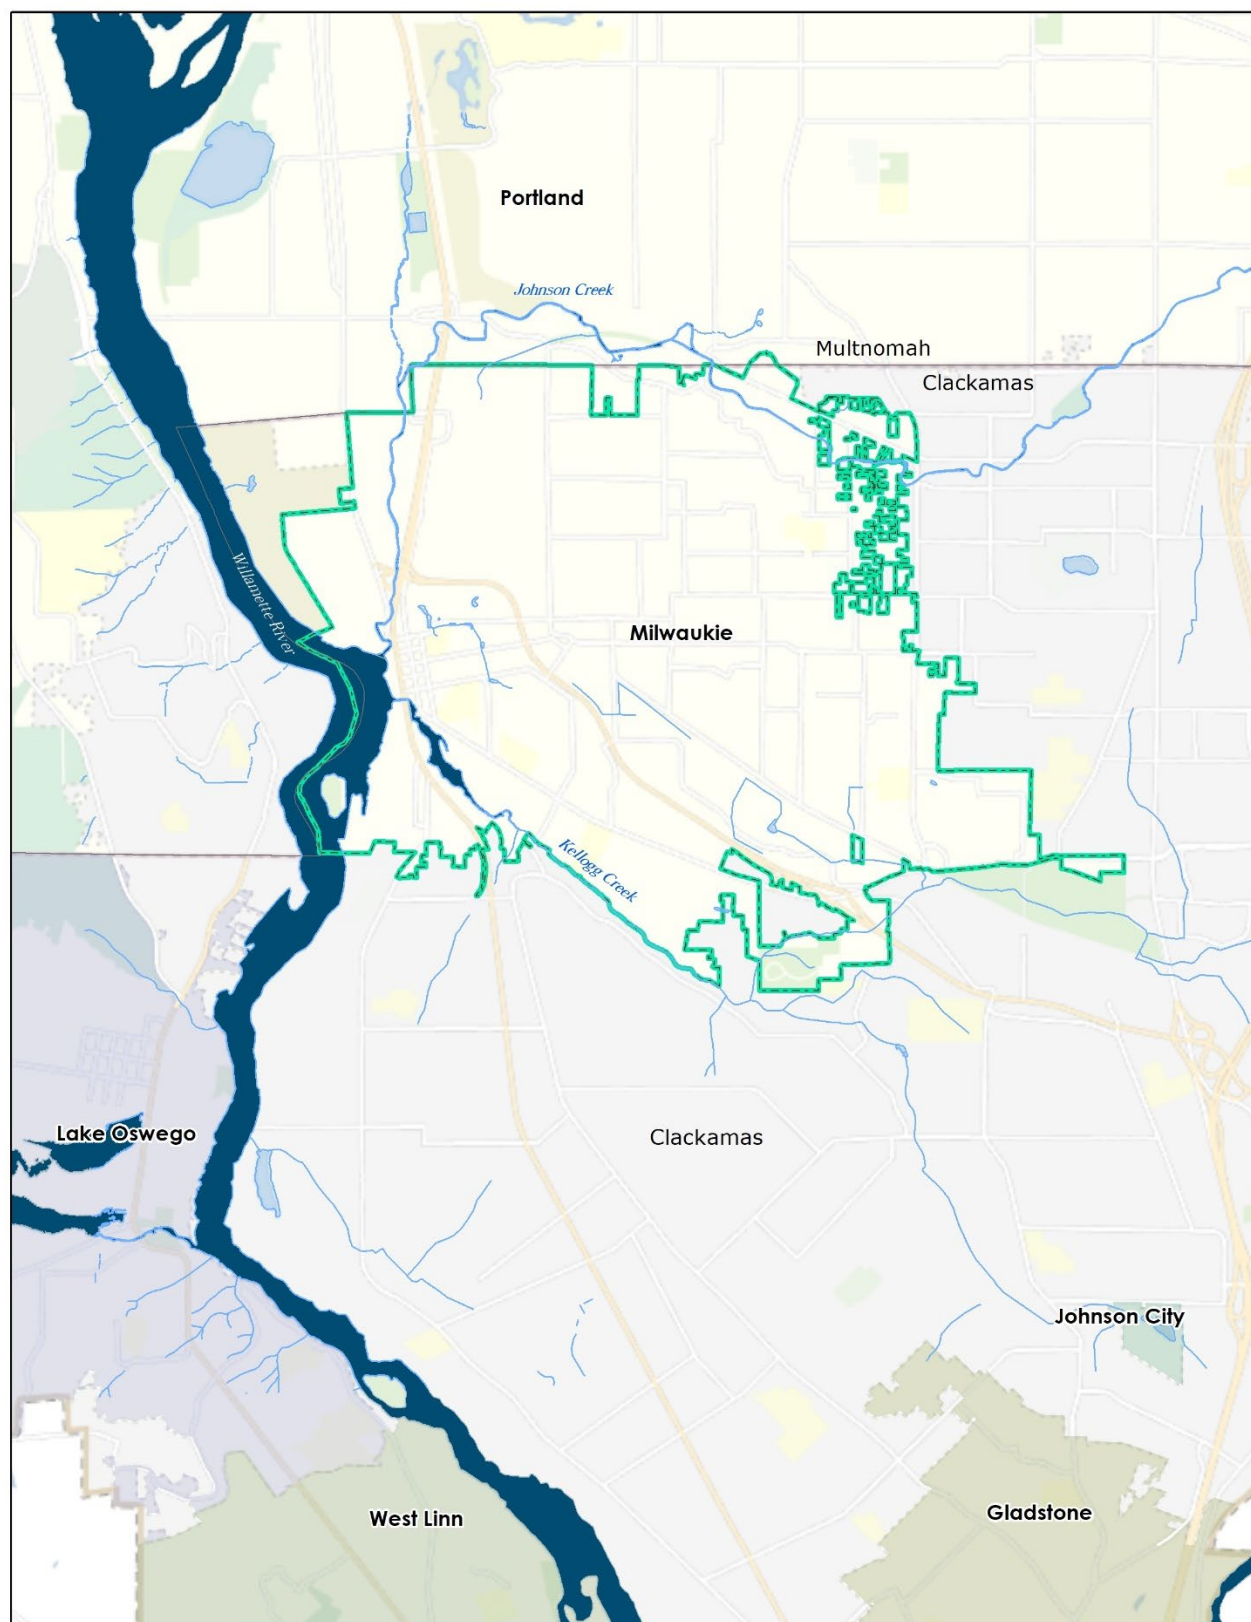 Portland
Johnson Creek
Multnomah
Clackamas
Willamette River
Milwaukie
Kellogg Creek
Lake Oswego
Clackamas
Johnson City
West Linn
Gladstone